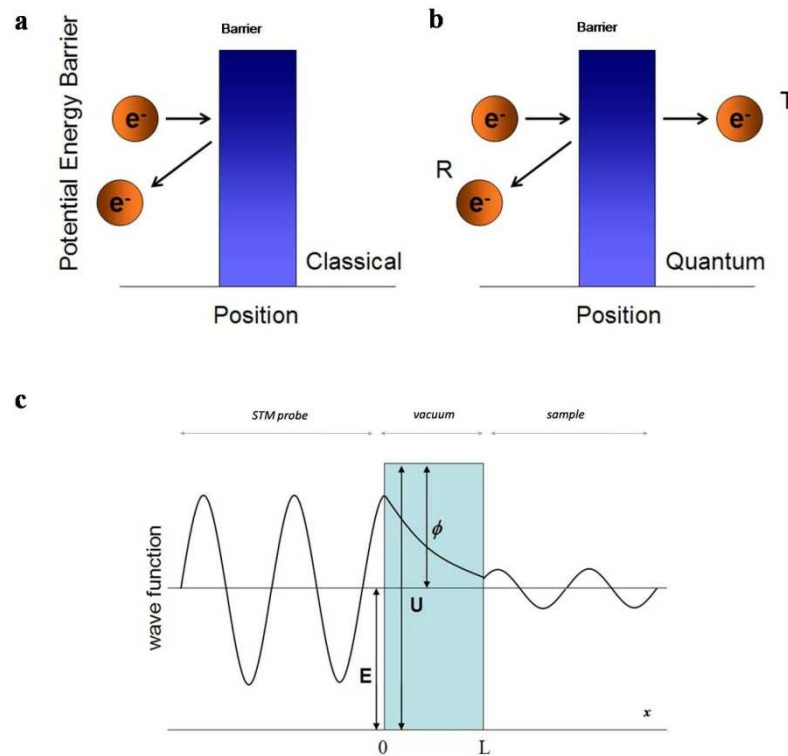 a
Barrier
Potential Energy Barrier
e-
e-
Classical
Position
b
Barrier
e-
e-
T
R
e-
Quantum
Position
c
STM probe
vacuum
sample
wave function
ϕ
U
E
x
0
L